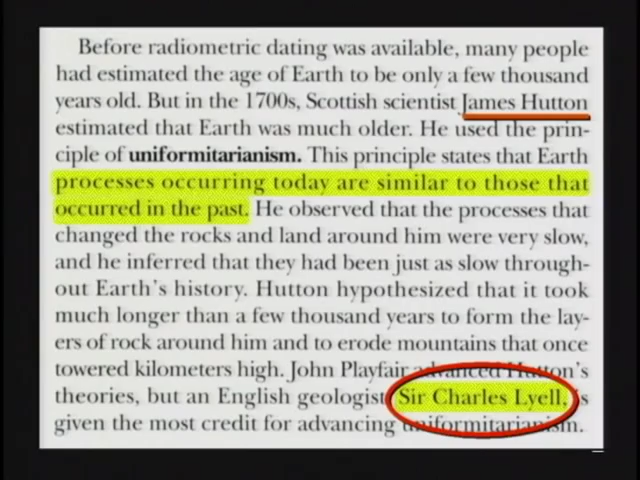 Before radiometric dating was available, many people
had estimated the age of Earth to be only a few thousand
years old. But in the 1700s, Scottish scientist James Hutton
estimated that Earth was much older. He used the prin-
ciple of uniformitarianism. This principle states that Earth
processes occurring today are similar to those that
occurred in the past. He observed that the processes that
changed the rocks and land around him were very slow,
and he inferred that they had been just as slow through-
out Earth's history. Hutton hypothesized that it took
much longer than a few thousand years to form the lay-
ers of rock around him and to erode mountains that once
towered kilometers high. John Playfair advanced Hutton's
theories, but an English geologist, Sir Charles Lyell, is
given the most credit for advancing uniformitarianism.